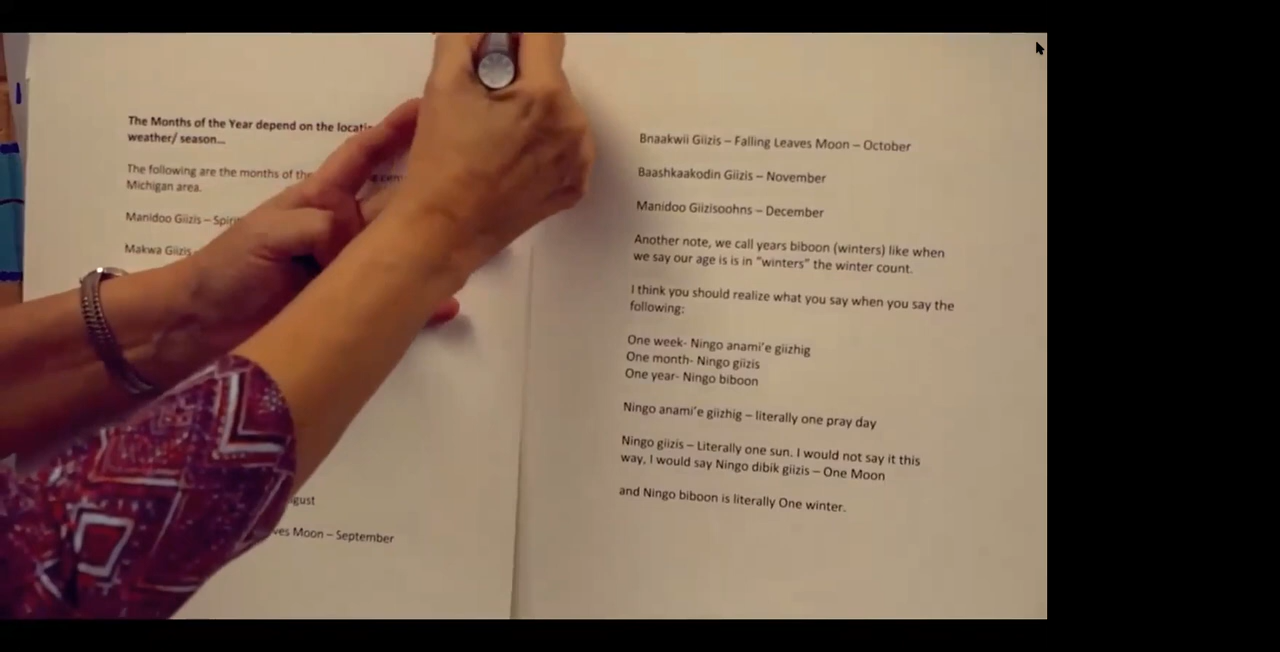 The Months of the Year depend on the
weather/ season...
The following are the months of the
Michigan area.
Manidoo Giizis –
Makwa Giizis
ves Moon – September
Bnaakwii Giizis – Falling Leaves Moon – October
Baashkaakodin Giizis – November
Manidoo Giizisoohns – December
Another note, we call years biboon (winters) like when
we say our age is is in "winters" the winter count.
I think you should realize what you say when you say the
following:
One week- Ningo anami'e giizhig
One month- Ningo giizis
One year- Ningo biboon
Ningo anami'e giizhig – literally one pray day
Ningo giizis – Literally one sun. I would not say it this
way, I would say Ningo dibik giizis – One Moon
and Ningo biboon is literally One winter.